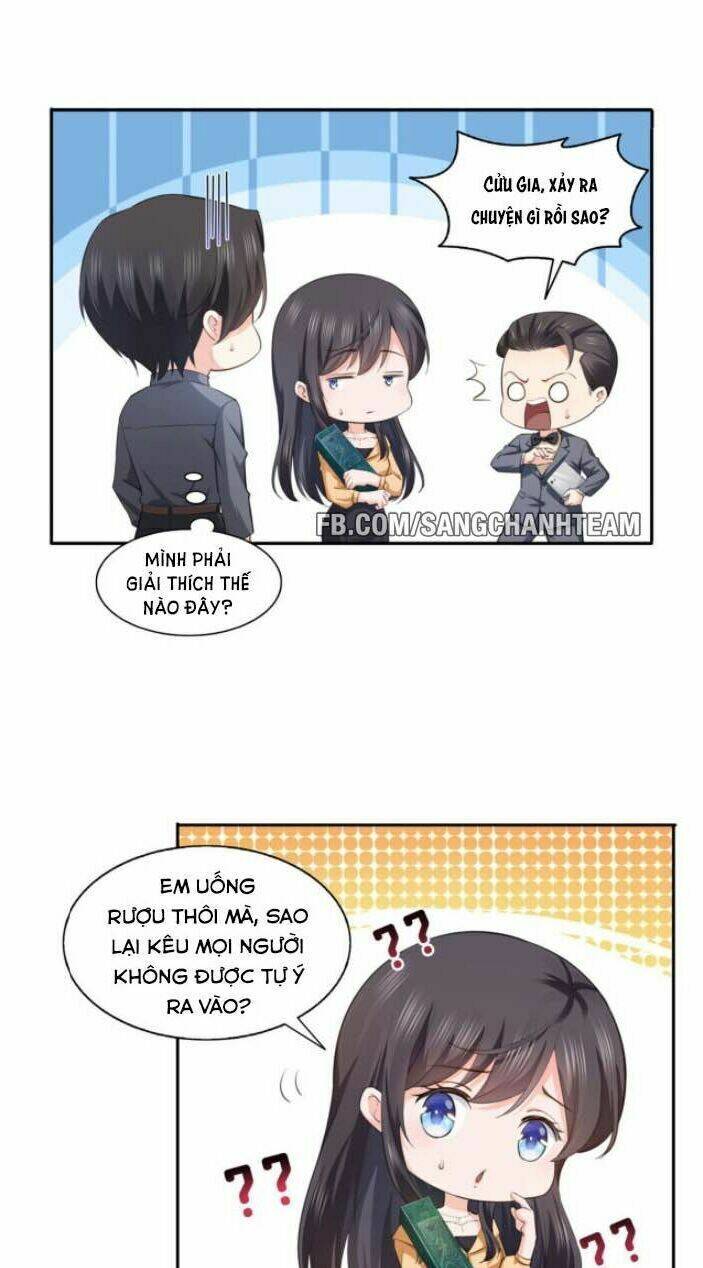 CỬU GIA, XẢY RA
CHUYỆN GÌ RỒI SAO?
FB.COM/SANGCHANHTEAM
MÌNH PHẢI
GIẢI THÍCH THẾ
NÀO ĐÂY?
EM UỐNG
RƯỢU THÔI MÀ, SAO
LẠI KÊU MỌI NGƯỜI
KHÔNG ĐƯỢC TỰ Ý
RA VÀO?
??
??
??